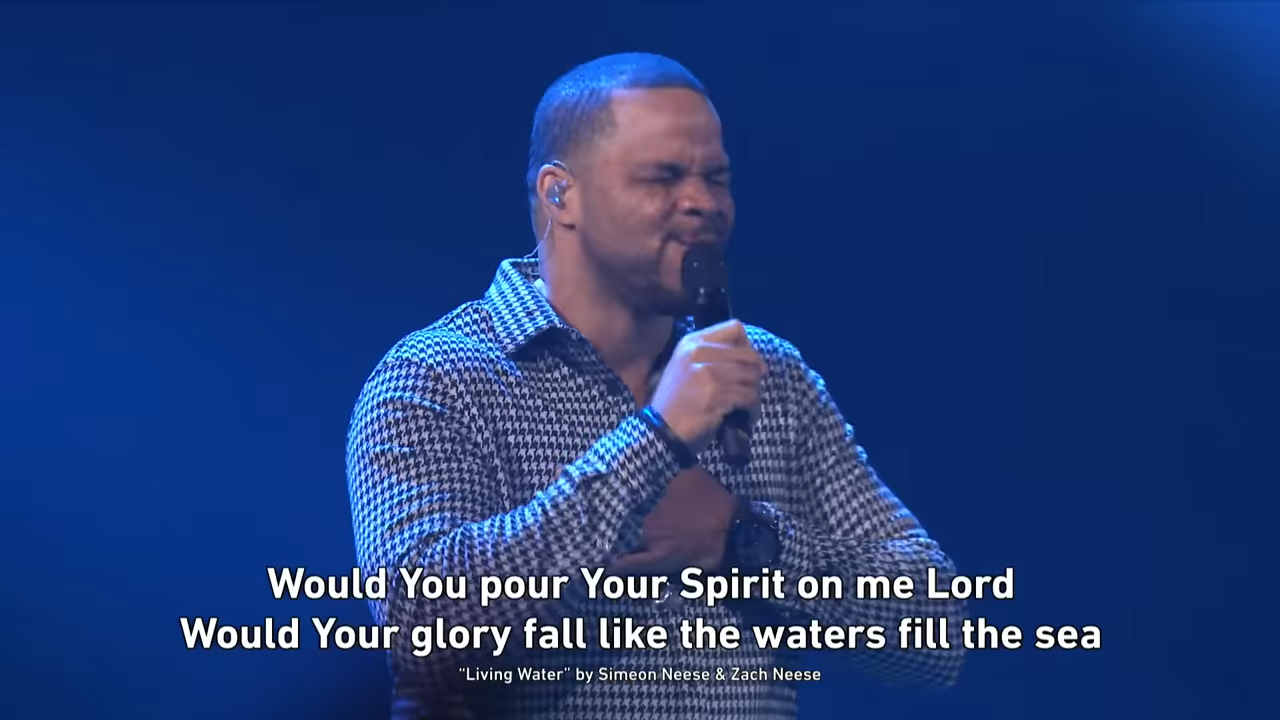 Would You pour Your Spirit on me Lord
Would Your glory fall like the waters fill the sea
“Living Water” by Simeon Neese & Zach Neese